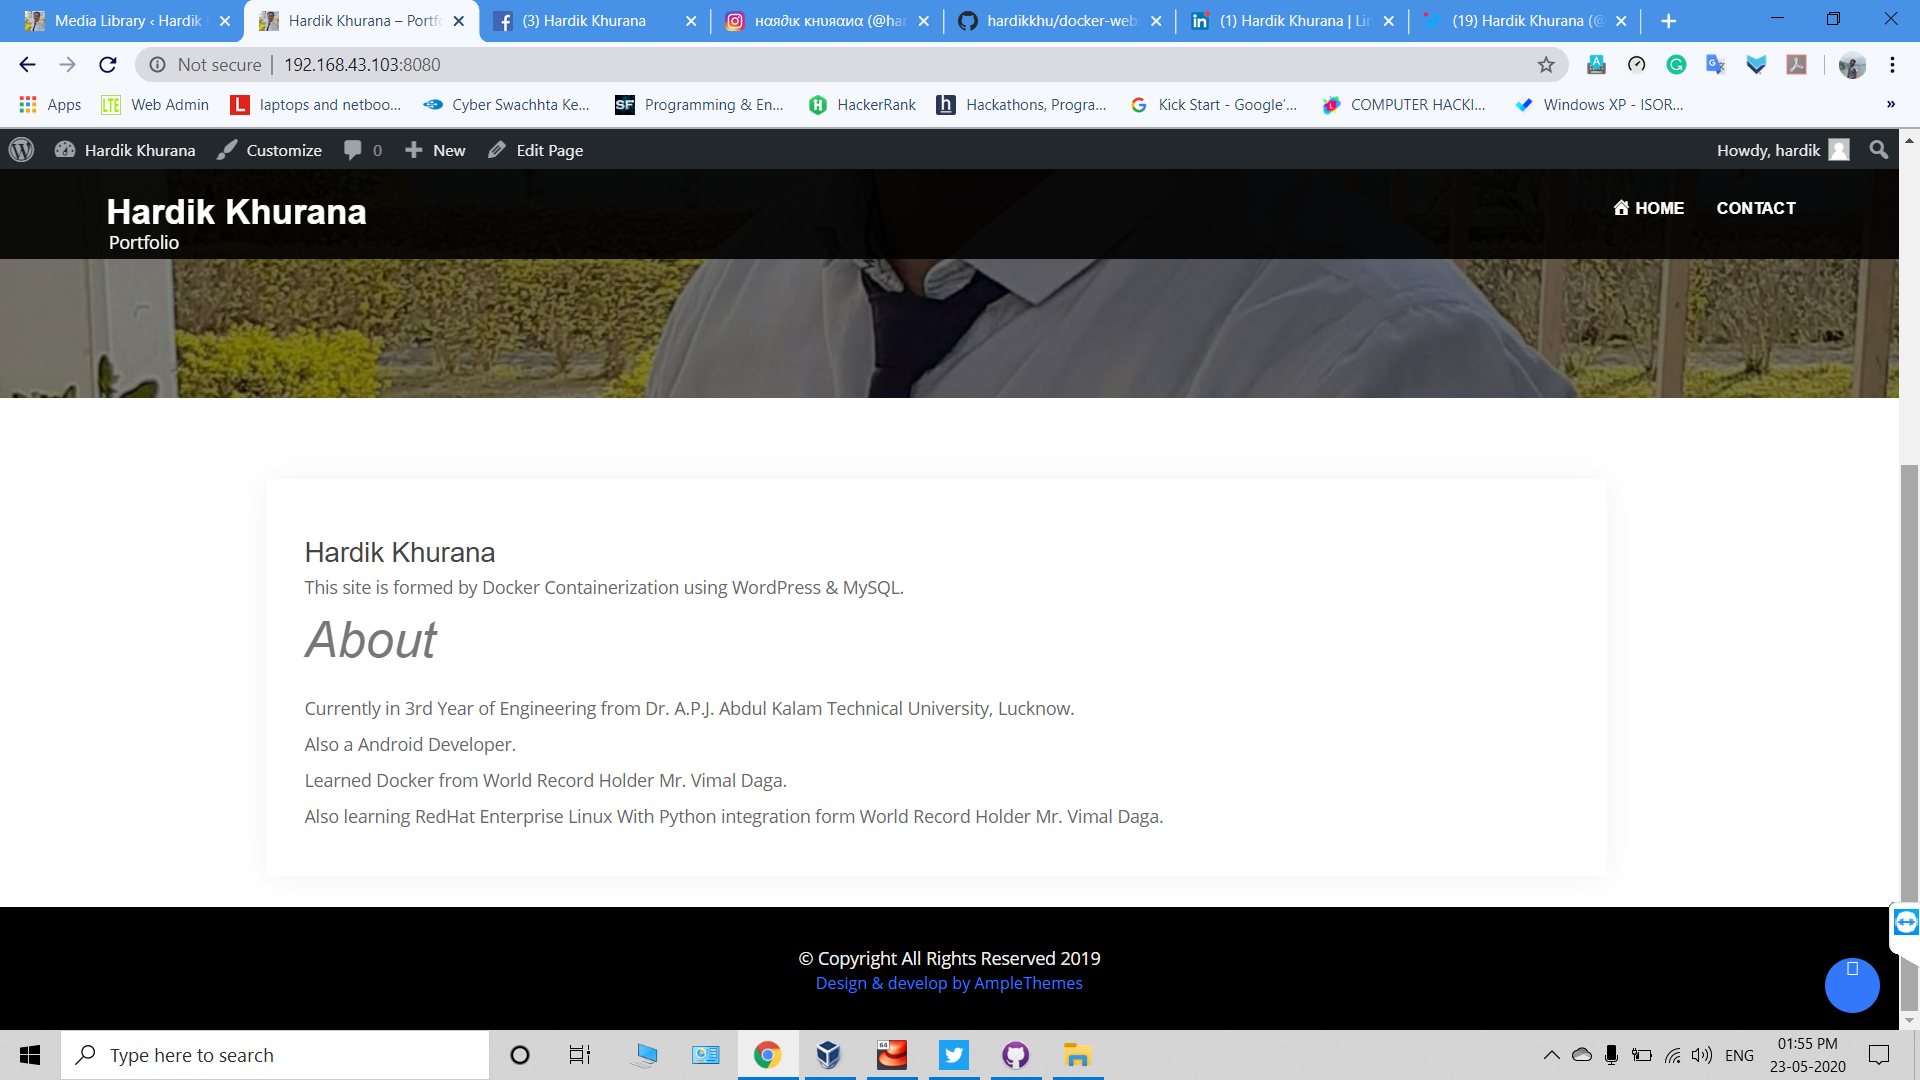 Media Library ‹ Hardik
Hardik Khurana – Portf
(3) Hardik Khurana
нαя∂ιк кнυяαиα (@har
hardikkhu/docker-web
(1) Hardik Khurana | Lin
(19) Hardik Khurana (@
Not secure | 192.168.43.103:8080
Apps
LTE Web Admin
L laptops and netboo...
Cyber Swachhta Ke...
SF Programming & En...
HackerRank
h Hackathons, Progra...
Kick Start - Google’...
COMPUTER HACKI...
Windows XP - ISOR...
»
Hardik Khurana
Customize
0
New
Edit Page
Howdy, hardik
Hardik Khurana
Portfolio
HOME
CONTACT
Hardik Khurana
This site is formed by Docker Containerization using WordPress & MySQL.
About
Currently in 3rd Year of Engineering from Dr. A.P.J. Abdul Kalam Technical University, Lucknow.
Also a Android Developer.
Learned Docker from World Record Holder Mr. Vimal Daga.
Also learning RedHat Enterprise Linux With Python integration form World Record Holder Mr. Vimal Daga.
© Copyright All Rights Reserved 2019
Design & develop by AmpleThemes
Type here to search
64
ENG
01:55 PM
23-05-2020